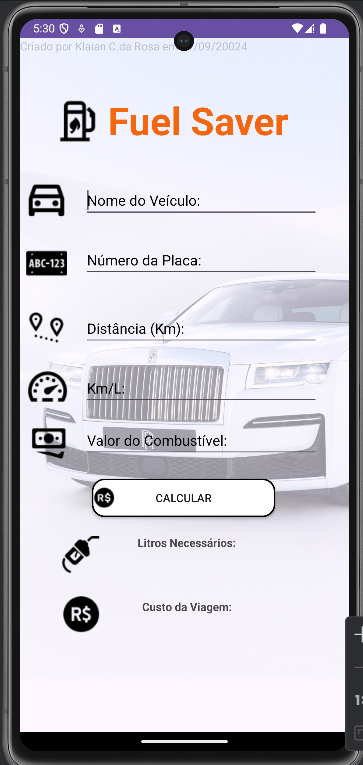 5:30
Criado por Klaian C.da Rosa em /09/20024
Fuel Saver
Nome do Veículo:
ABC-123
Número da Placa:
Distância (Km):
Km/L:
Valor do Combustível:
R$ CALCULAR
Litros Necessários:
R$
Custo da Viagem: